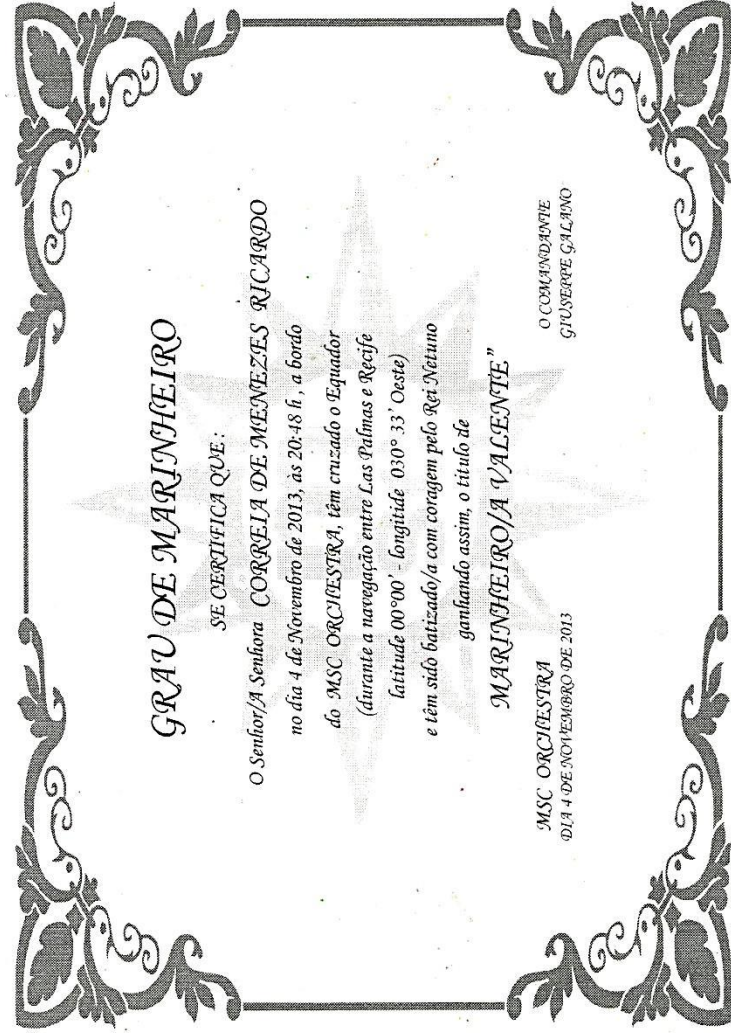 GRAU DE MARINHEIRO
SE CERTIFICA QUE:
O Senhor/A Senhora CORREIA DE MENEZES RICARDO
no dia 4 de Novembro de 2013, às 20:48 h, a bordo
do MSC ORCHESTRA, têm cruzado o Equador
(durante a navegação entre Las Palmas e Recife
latitude 00°00' - longitide 030° 33' Oeste)
e têm sido batizado/a com coragem pelo Rei Netuno
ganhando assim, o titulo de
MARINHEIRO/A VALENTE"
MSC ORCHESTRA
DIA 4 DE NOVEMBRO DE 2013
O COMANDANTE
GIUSEPPE GALANO